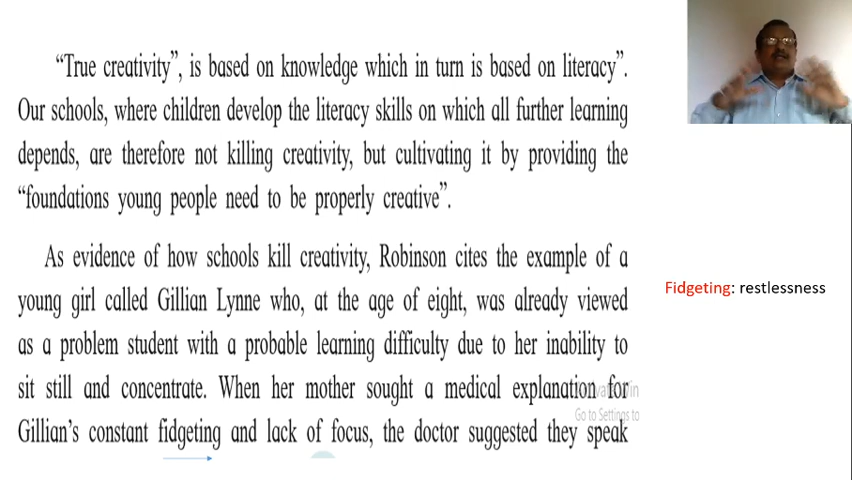 “True creativity”, is based on knowledge which in turn is based on literacy”.
Our schools, where children develop the literacy skills on which all further learning
depends, are therefore not killing creativity, but cultivating it by providing the
“foundations young people need to be properly creative”.
As evidence of how schools kill creativity, Robinson cites the example of a
young girl called Gillian Lynne who, at the age of eight, was already viewed
as a problem student with a probable learning difficulty due to her inability to
sit still and concentrate. When her mother sought a medical explanation for
Gillian’s constant fidgeting and lack of focus, the doctor suggested they speak
Fidgeting: restlessness
Go to Settings to